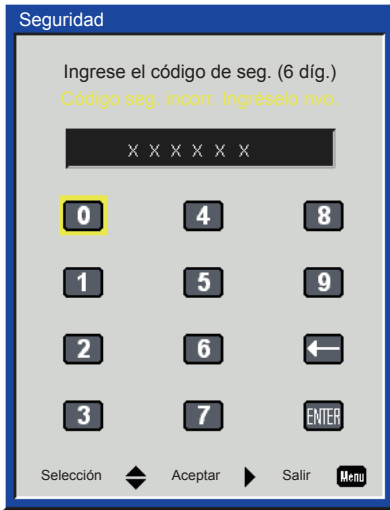 Seguridad
Ingrese el código de seg. (6 díg.)
Código seg. incorr. Ingréselo nvo.
X X X X X X
0 4 8
1 5 9
2 6
3 7 ENTER
Selección Aceptar Salir Menu